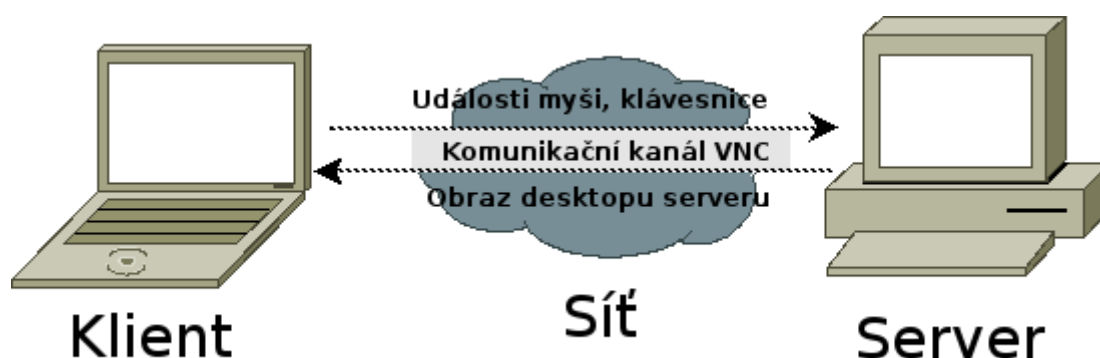 Události myši, klávesnice
Komunikační kanál VNC
Obraz desktopu serveru
Klient
Síť
Server